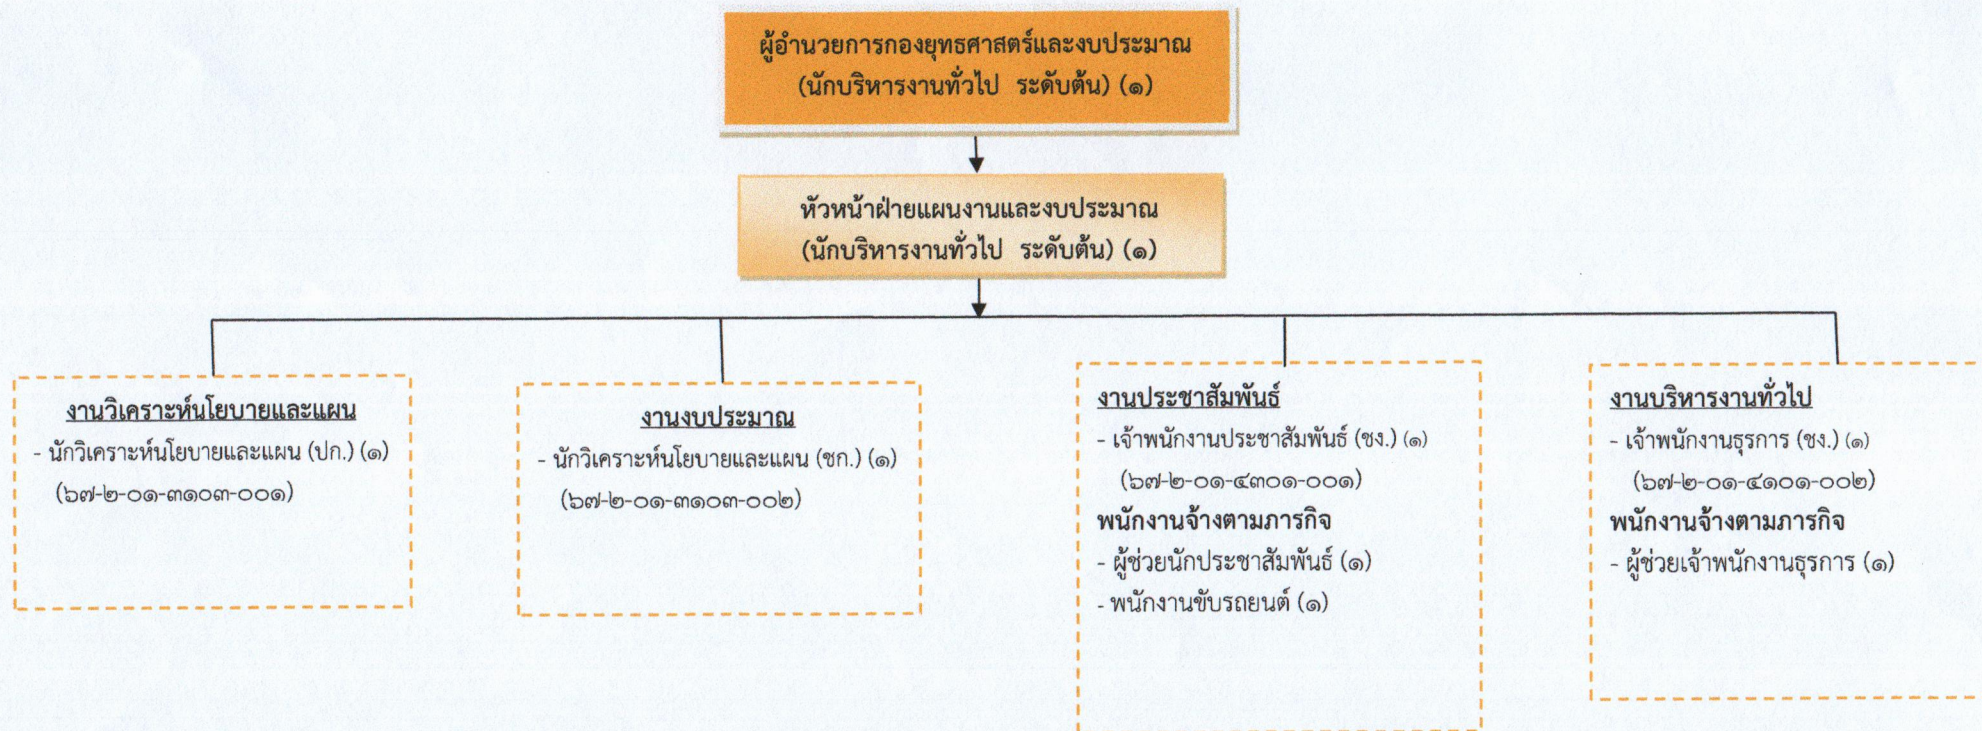 ผู้อำนวยการกองยุทธศาสตร์และงบประมาณ
(นักบริหารงานทั่วไป ระดับต้น) (๑)
หัวหน้าฝ่ายแผนงานและงบประมาณ
(นักบริหารงานทั่วไป ระดับต้น) (๑)
งานวิเคราะห์นโยบายและแผน
- นักวิเคราะห์นโยบายและแผน (ปก.) (๑)
(๖๗-๒-๐๑-๓๑๐๓-๐๐๑)
งานงบประมาณ
- นักวิเคราะห์นโยบายและแผน (ชก.) (๑)
(๖๗-๒-๐๑-๓๑๐๓-๐๐๒)
งานประชาสัมพันธ์
- เจ้าพนักงานประชาสัมพันธ์ (ชง.) (๑)
(๖๗-๒-๐๑-๔๓๐๑-๐๐๑)
พนักงานจ้างตามภารกิจ
- ผู้ช่วยนักประชาสัมพันธ์ (๑)
- พนักงานขับรถยนต์ (๑)
งานบริหารงานทั่วไป
- เจ้าพนักงานธุรการ (ชง.) (๑)
(๖๗-๒-๐๑-๔๑๐๑-๐๐๒)
พนักงานจ้างตามภารกิจ
- ผู้ช่วยเจ้าพนักงานธุรการ (๑)